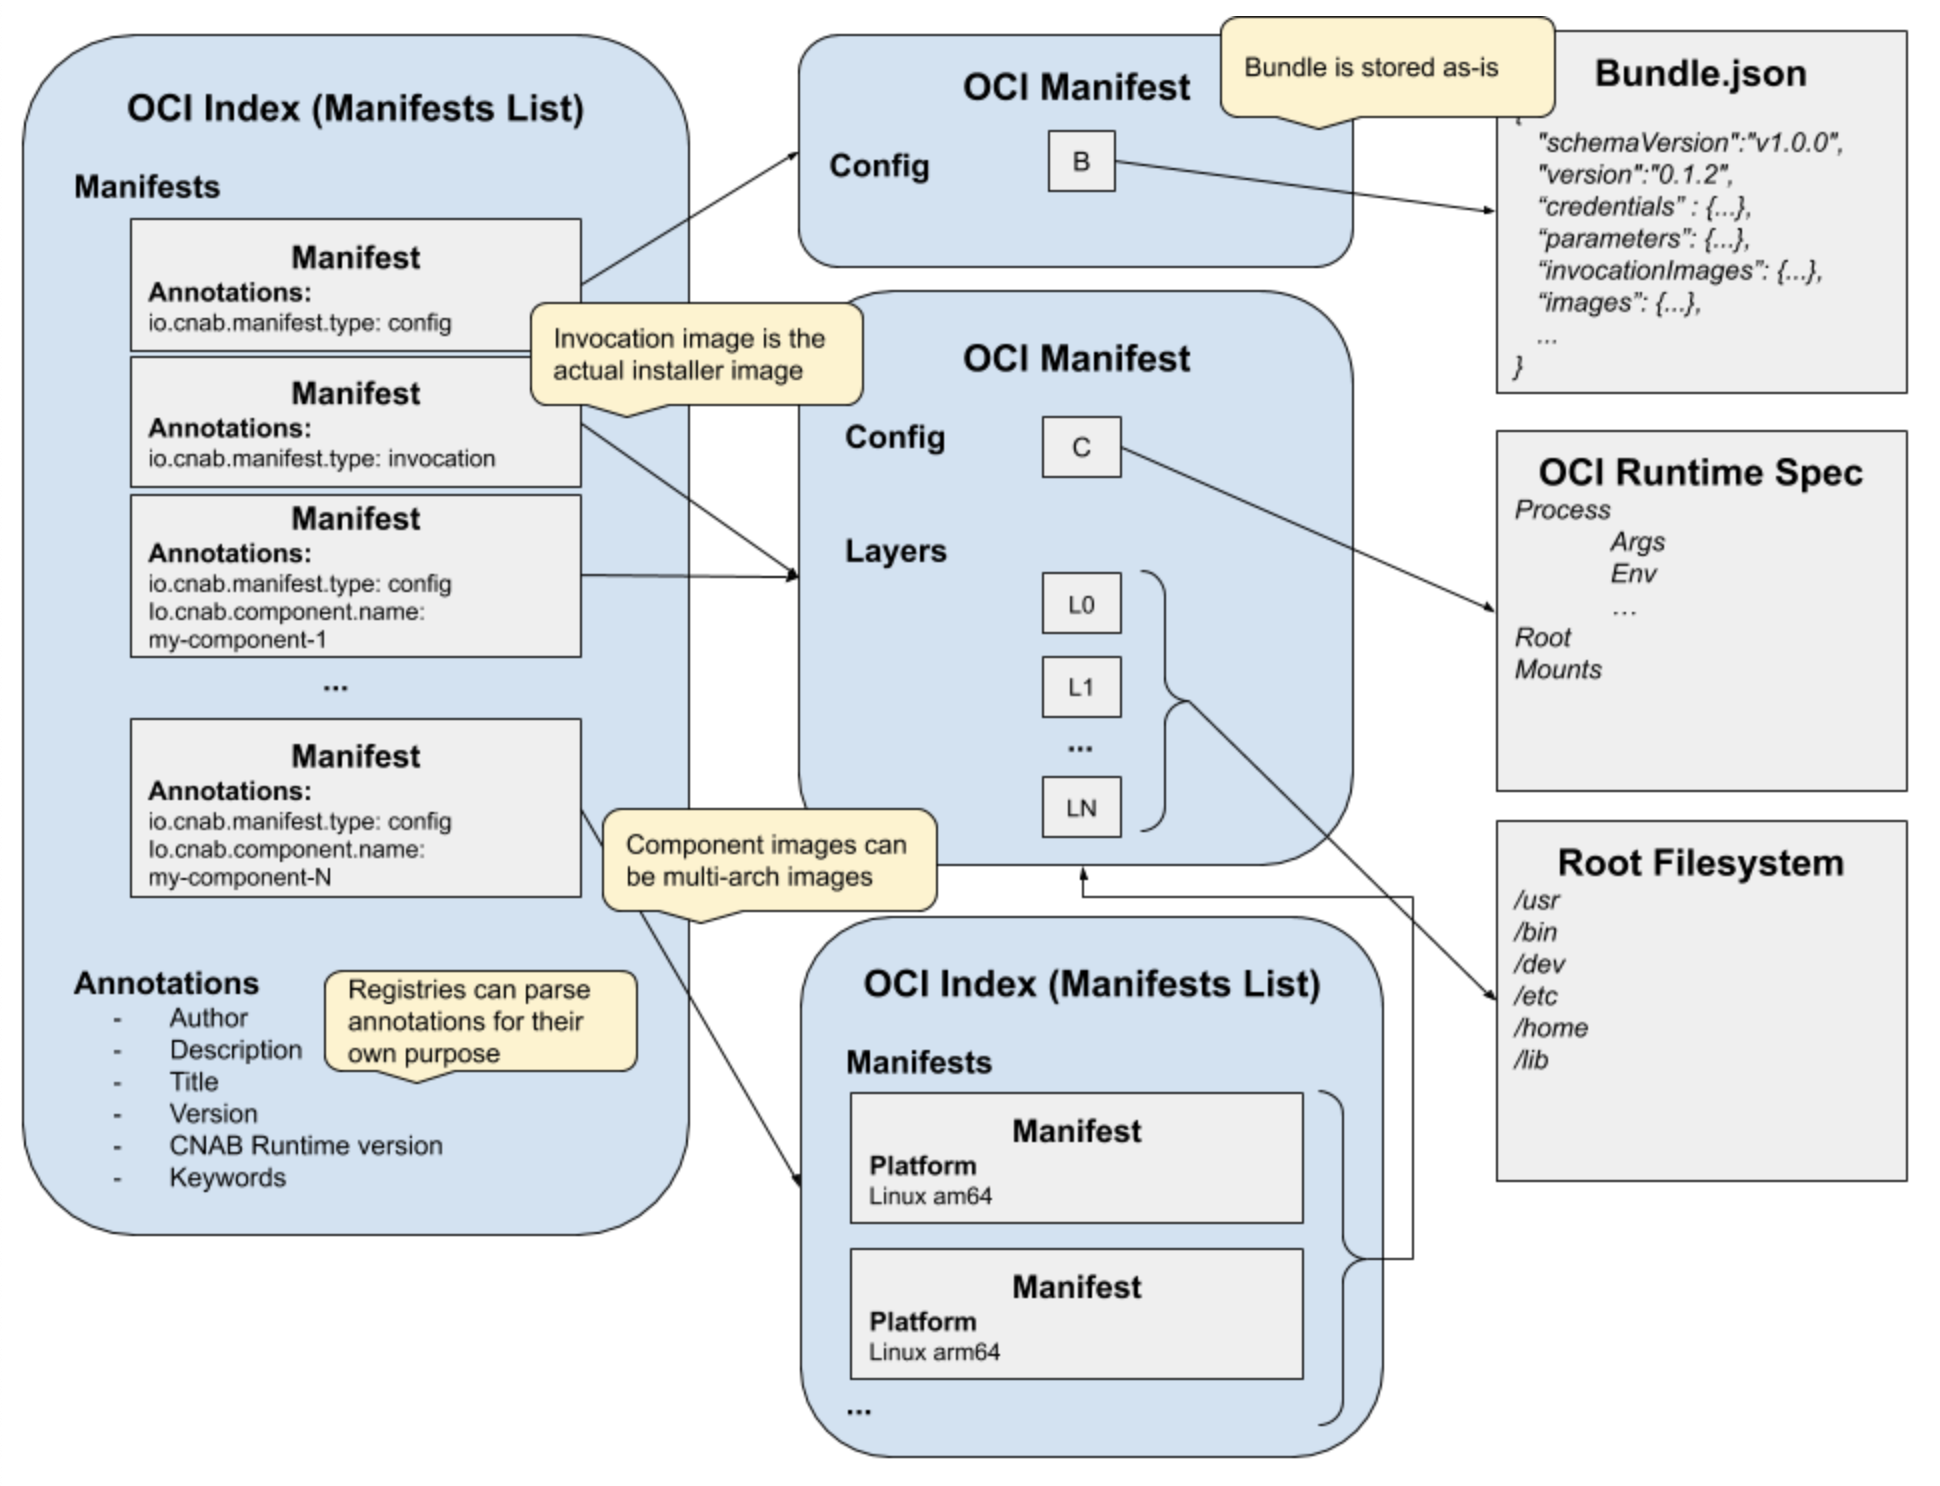 OCI Index (Manifests List)
Manifests
Manifest
Annotations:
io.cnab.manifest.type: config
Manifest
Annotations:
io.cnab.manifest.type: invocation
Manifest
Annotations:
io.cnab.manifest.type: config
Io.cnab.component.name:
my-component-1
...
Manifest
Annotations:
io.cnab.manifest.type: config
Io.cnab.component.name:
my-component-N
Annotations
- Author
- Description
- Title
- Version
- CNAB Runtime version
- Keywords
Registries can parse
annotations for their
own purpose
Invocation image is the
actual installer image
Component images can
be multi-arch images
OCI Manifest
Config
B
Bundle is stored as-is
OCI Manifest
Config
C
Layers
L0
L1
...
LN
OCI Index (Manifests List)
Manifests
Manifest
Platform
Linux am64
Manifest
Platform
Linux arm64
...
Bundle.json
{
"schemaVersion":"v1.0.0",
"version":"0.1.2",
“credentials” : {...},
“parameters”: {...},
“invocationImages”: {...},
“images”: {...},
...
}
OCI Runtime Spec
Process
Args
Env
…
Root
Mounts
Root Filesystem
/usr
/bin
/dev
/etc
/home
/lib